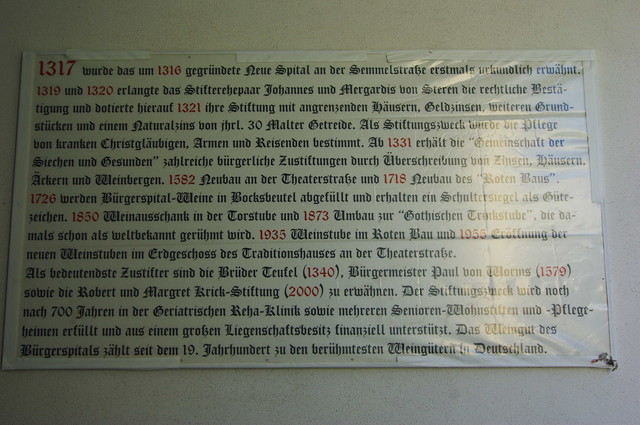 1317 wurde das um 1316 gegründete Neue Spital an der Semmelstraße erstmals urkundlich erwähnt.
1319 und 1320 erlangte das Stifterehepaar Johannes und Mergardis von Steren die rechtliche Bestä-
tigung und dotierte hierauf 1321 ihre Stiftung mit angrenzenden Häusern, Geldzinsen, weiteren Grund-
stücken und einem Naturalzins von jhrl. 30 Malter Getreide. Als Stiftungszweck wurde die Pflege
von kranken Christgläubigen, Armen und Reisenden bestimmt. Ab 1331 erhält die "Gemeinschaft der
Siechen und Gesunden" zahlreiche bürgerliche Zustiftungen durch Überschreibung von Zinsen, Häusern,
Äckern und Weinbergen. 1582 Neubau an der Theaterstraße und 1718 Neubau des "Roten Baus".
1726 werden Bürgerspital-Weine in Bocksbeutel abgefüllt und erhalten ein Schultersiegel als Güte-
zeichen. 1850 Weinausschank in der Torstube und 1873 Umbau zur "Gothischen Trinkstube", die da-
mals schon als weltbekannt gerühmt wird. 1935 Weinstube im Roten Bau und 1955 Eröffnung der
neuen Weinstuben im Erdgeschoss des Traditionshauses an der Theaterstraße.
Als bedeutendste Zustifter sind die Brüder Teufel (1340), Bürgermeister Paul von Worms (1579)
sowie die Robert und Margret Krick-Stiftung (2000) zu erwähnen. Der Stiftungszweck wird noch
nach 700 Jahren in der Geriatrischen Reha-Klinik sowie mehreren Senioren-Wohnstiften und -Pflege-
heimen erfüllt und aus einem großen Liegenschaftsbesitz finanziell unterstützt. Das Weingut des
Bürgerspitals zählt seit dem 19. Jahrhundert zu den berühmtesten Weingütern in Deutschland.